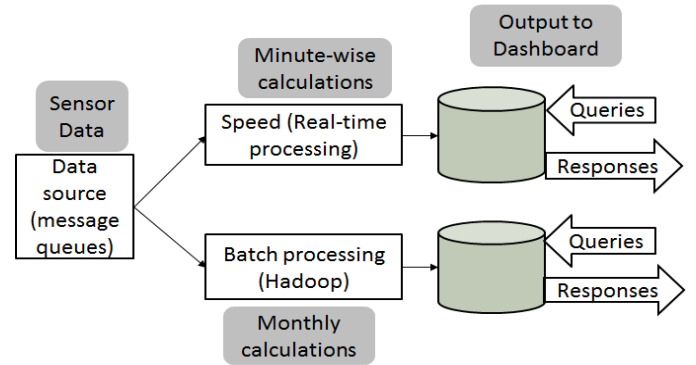 Output to
Dashboard
Minute-wise
calculations
Sensor
Data
Speed (Real-time
processing)
Queries
Responses
Data
source
(message
queues)
Batch processing
(Hadoop)
Queries
Responses
Monthly
calculations